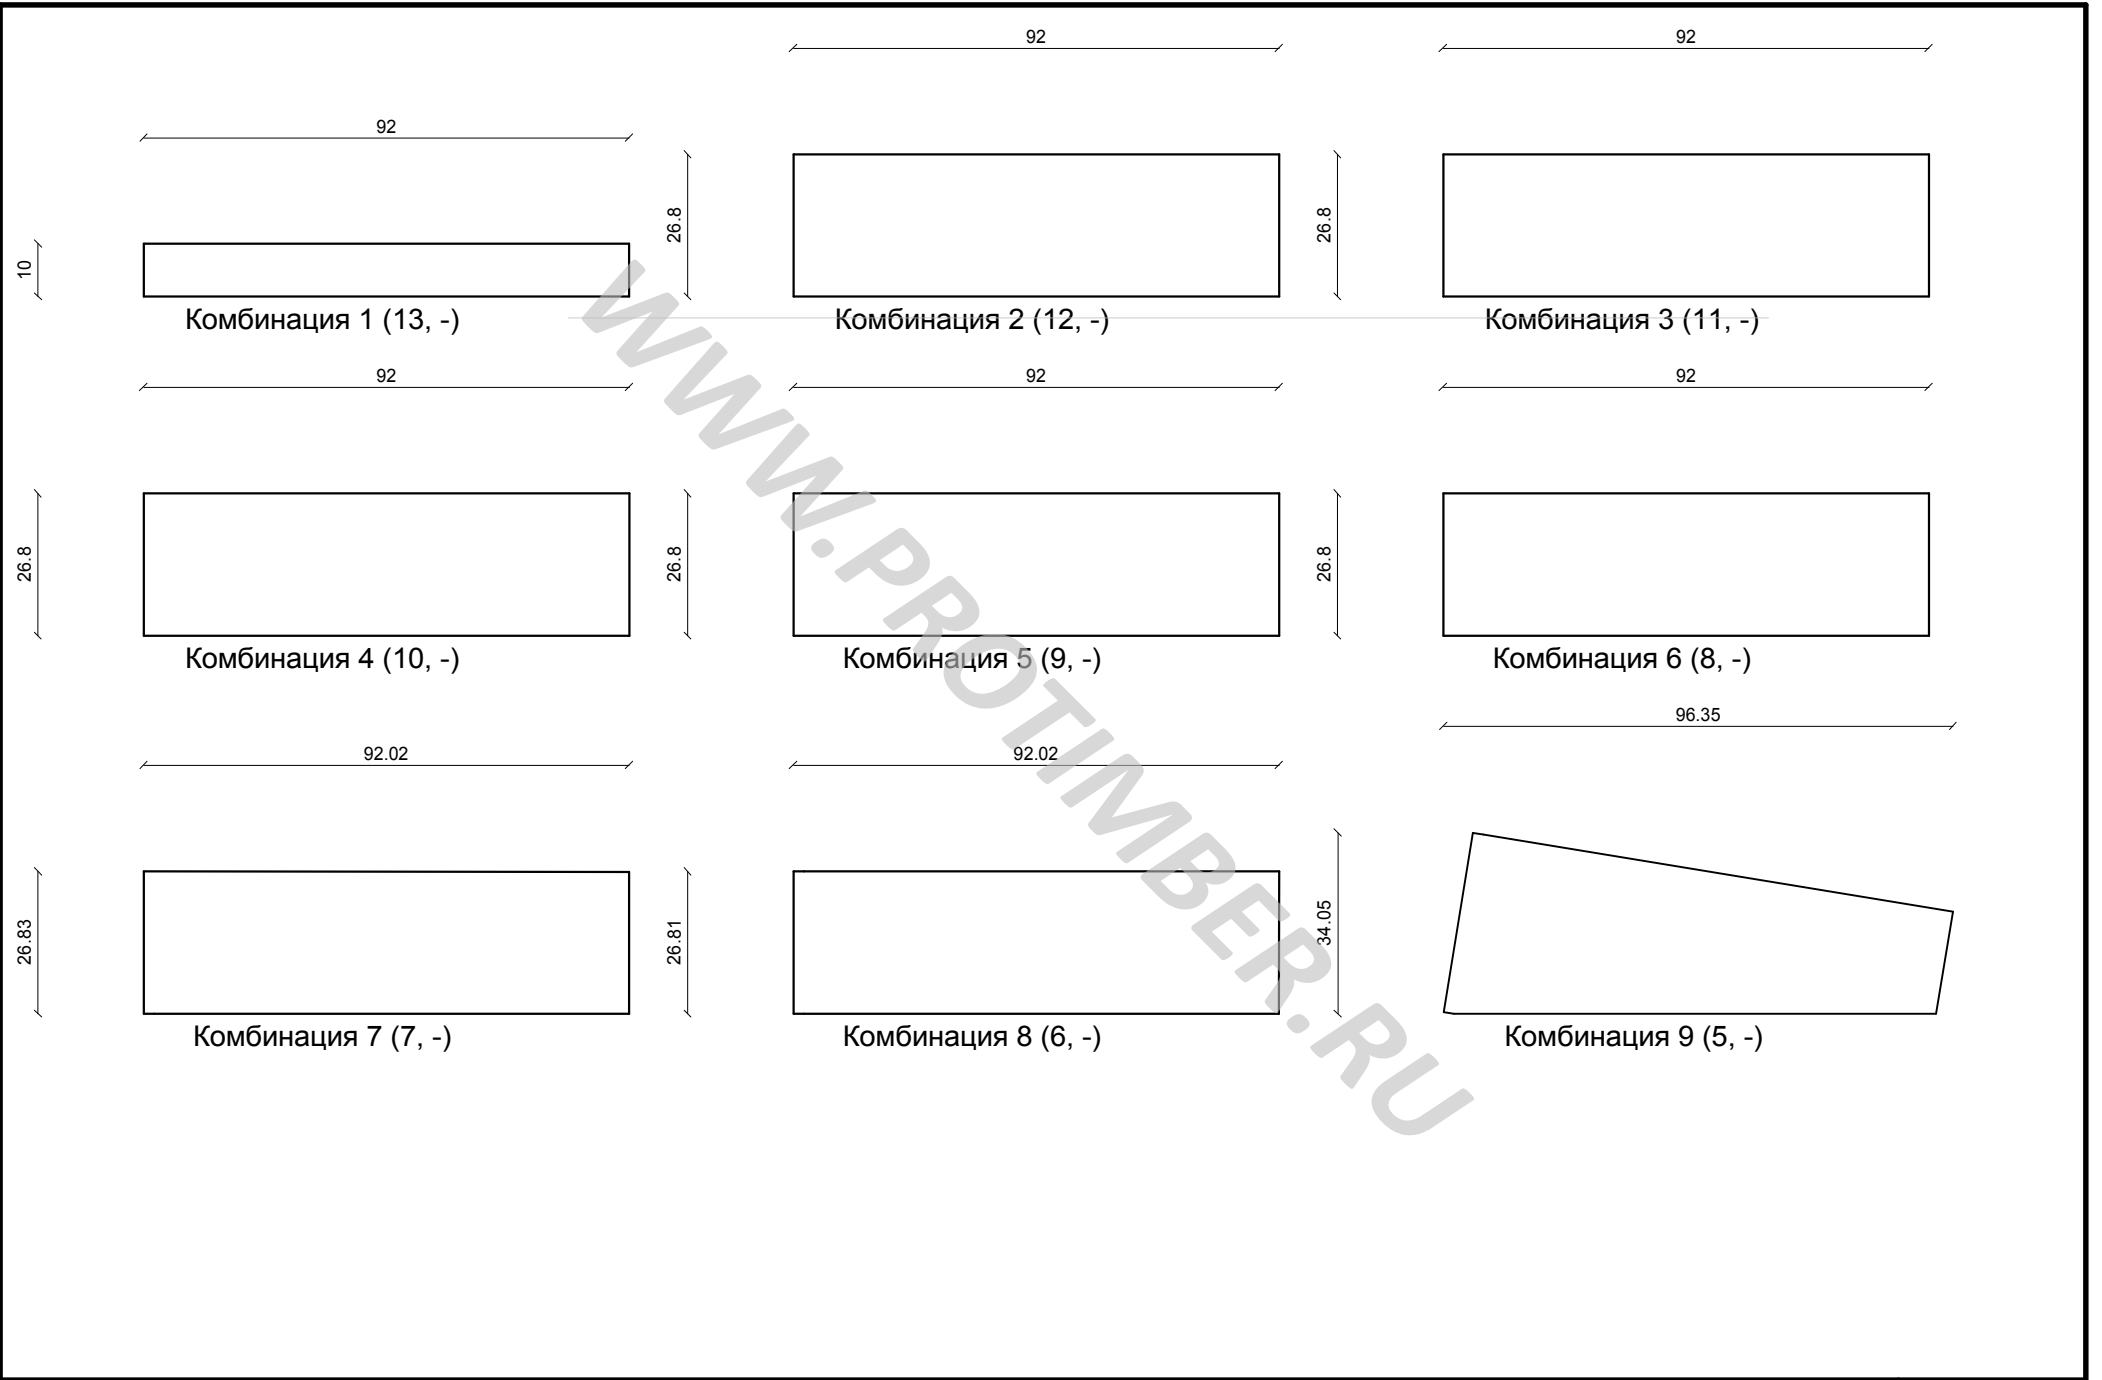 92
92
92
26.8
26.8
10
Комбинация 1 (13, -)
Комбинация 2 (12, -)
Комбинация 3 (11, -)
92
92
92
26.8
26.8
26.8
Комбинация 4 (10, -)
Комбинация 5 (9, -)
Комбинация 6 (8, -)
96.35
92.02
92.02
26.83
26.81
34.05
Комбинация 7 (7, -)
Комбинация 8 (6, -)
Комбинация 9 (5, -)
WWW.PROTIMBER.RU